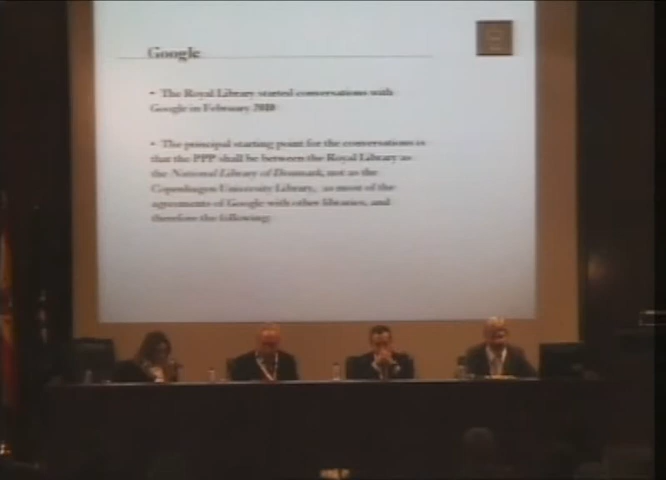 Google
• The Royal Library started conversations with
Google in February 2010
• The principal starting point for the conversations is
that the PPP shall be between the Royal Library as
the National Library of Denmark, not as the
Copenhagen University Library, as most of the
agreements of Google with other libraries, and
therefore the following: